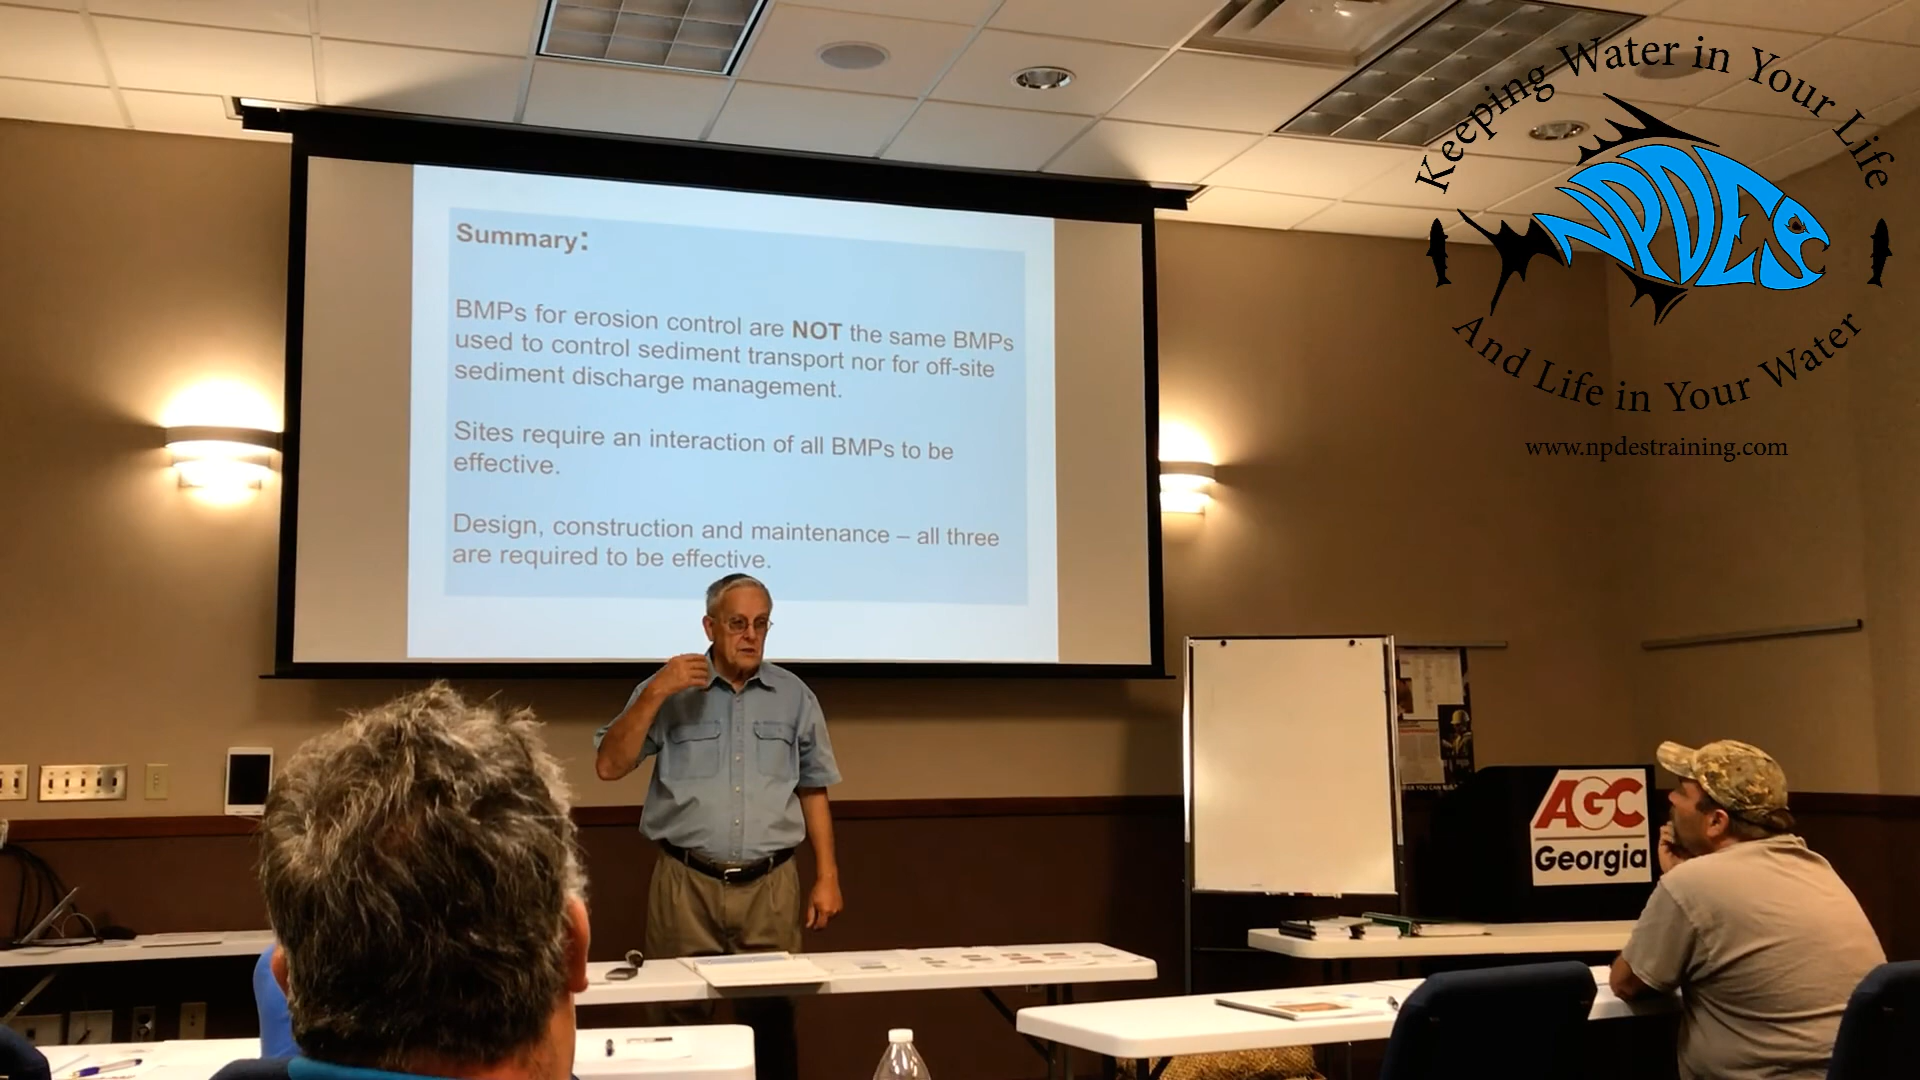 Summary:
BMPs for erosion control are NOT the same BMPs
used to control sediment transport nor for off-site
sediment discharge management.
Sites require an interaction of all BMPs to be
effective.
Design, construction and maintenance – all three
are required to be effective.
Keeping Water in Your Life
NPDES
And Life in Your Water
www.npdestraining.com
AGC
Georgia